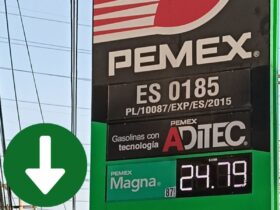 PEMEX®
ES 0185
PL/10087/EXP/ES/2015
PEMEX
Gasolinas con
tecnología
ADITEC
PEMEX
Magna
87
24.79